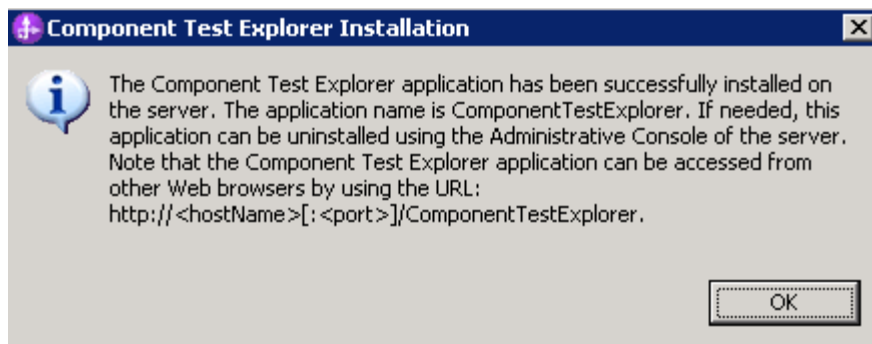 Component Test Explorer Installation
The Component Test Explorer application has been successfully installed on
the server. The application name is ComponentTestExplorer. If needed, this
application can be uninstalled using the Administrative Console of the server.
Note that the Component Test Explorer application can be accessed from
other Web browsers by using the URL:
http://<hostName>[:<port>]/ComponentTestExplorer.
OK